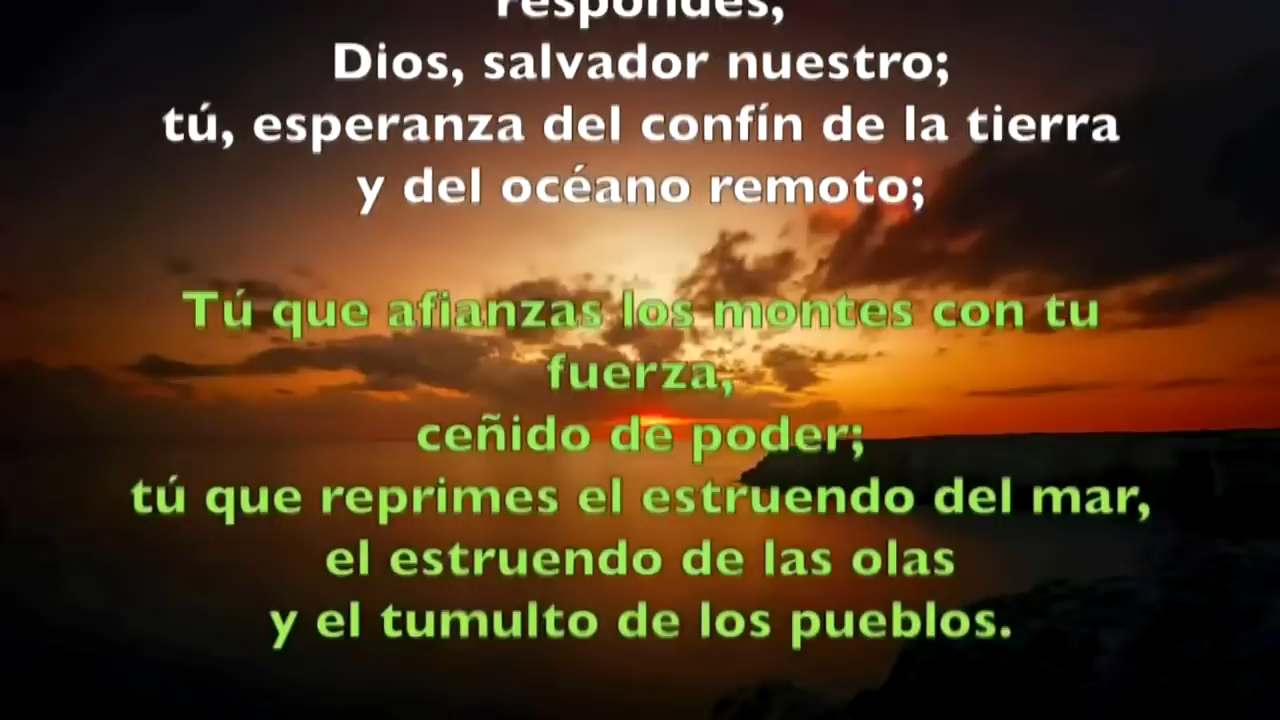 respondes,
Dios, salvador nuestro;
tú, esperanza del confín de la tierra
y del océano remoto;
Tú que afianzas los montes con tu
fuerza,
ceñido de poder;
tú que reprimes el estruendo del mar,
el estruendo de las olas
y el tumulto de los pueblos.